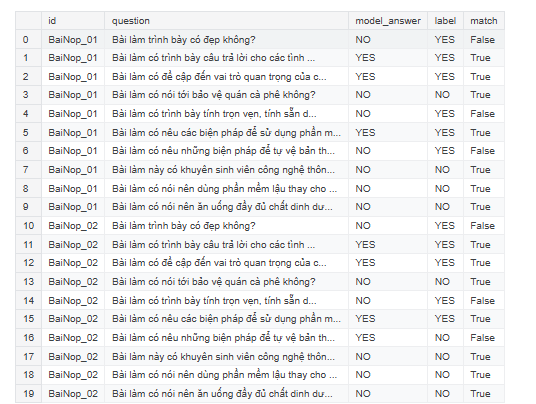 id question model_answer label match
0 BaiNop_01 Bài làm trình bày có đẹp không? NO YES False
1 BaiNop_01 Bài làm có trình bày câu trả lời cho các tình ... YES YES True
2 BaiNop_01 Bài làm có đề cập đến vai trò quan trọng của c... YES YES True
3 BaiNop_01 Bài làm có nói tới bảo vệ quán cà phê không? NO NO True
4 BaiNop_01 Bài làm có trình bày tính trọn vẹn, tính sẵn d... NO YES False
5 BaiNop_01 Bài làm có nêu các biện pháp để sử dụng phần m... YES YES True
6 BaiNop_01 Bài làm có nêu những biện pháp để tự vệ bản th... NO YES False
7 BaiNop_01 Bài làm này có khuyên sinh viên công nghệ thôn... NO NO True
8 BaiNop_01 Bài làm có nói nên dùng phần mềm lậu thay cho ... NO NO True
9 BaiNop_01 Bài làm có nói nên ăn uống đầy đủ chất dinh dư... NO NO True
10 BaiNop_02 Bài làm trình bày có đẹp không? NO YES False
11 BaiNop_02 Bài làm có trình bày câu trả lời cho các tình ... YES YES True
12 BaiNop_02 Bài làm có đề cập đến vai trò quan trọng của c... YES YES True
13 BaiNop_02 Bài làm có nói tới bảo vệ quán cà phê không? NO NO True
14 BaiNop_02 Bài làm có trình bày tính trọn vẹn, tính sẵn d... NO YES False
15 BaiNop_02 Bài làm có nêu các biện pháp để sử dụng phần m... YES YES True
16 BaiNop_02 Bài làm có nêu những biện pháp để tự vệ bản th... YES NO False
17 BaiNop_02 Bài làm này có khuyên sinh viên công nghệ thôn... NO NO True
18 BaiNop_02 Bài làm có nói nên dùng phần mềm lậu thay cho ... NO NO True
19 BaiNop_02 Bài làm có nói nên ăn uống đầy đủ chất dinh dư... NO NO True